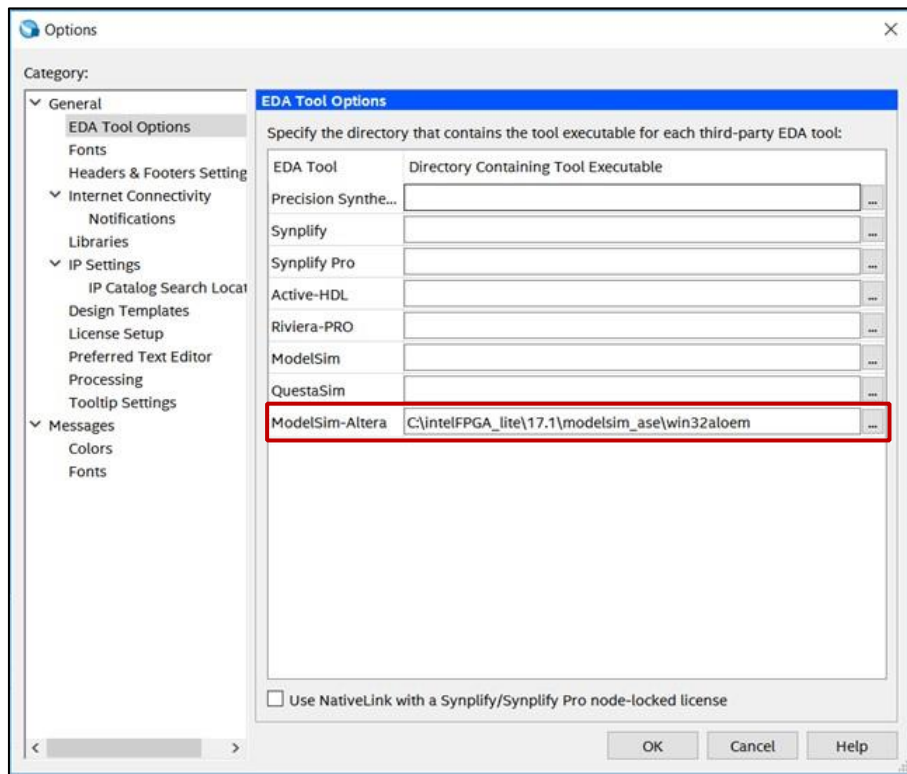 Options
Category:
General
EDA Tool Options
Fonts
Headers & Footers Setting
Internet Connectivity
Notifications
Libraries
IP Settings
IP Catalog Search Locat
Design Templates
License Setup
Preferred Text Editor
Processing
Tooltip Settings
Messages
Colors
Fonts
EDA Tool Options
Specify the directory that contains the tool executable for each third-party EDA tool:
EDA Tool Directory Containing Tool Executable
Precision Synthe... ...
Synplify ...
Synplify Pro ...
Active-HDL ...
Riviera-PRO ...
ModelSim ...
QuestaSim ...
ModelSim-Altera C:\intelFPGA_lite\17.1\modelsim_ase\win32aloem ...
Use NativeLink with a Synplify/Synplify Pro node-locked license
OK Cancel Help